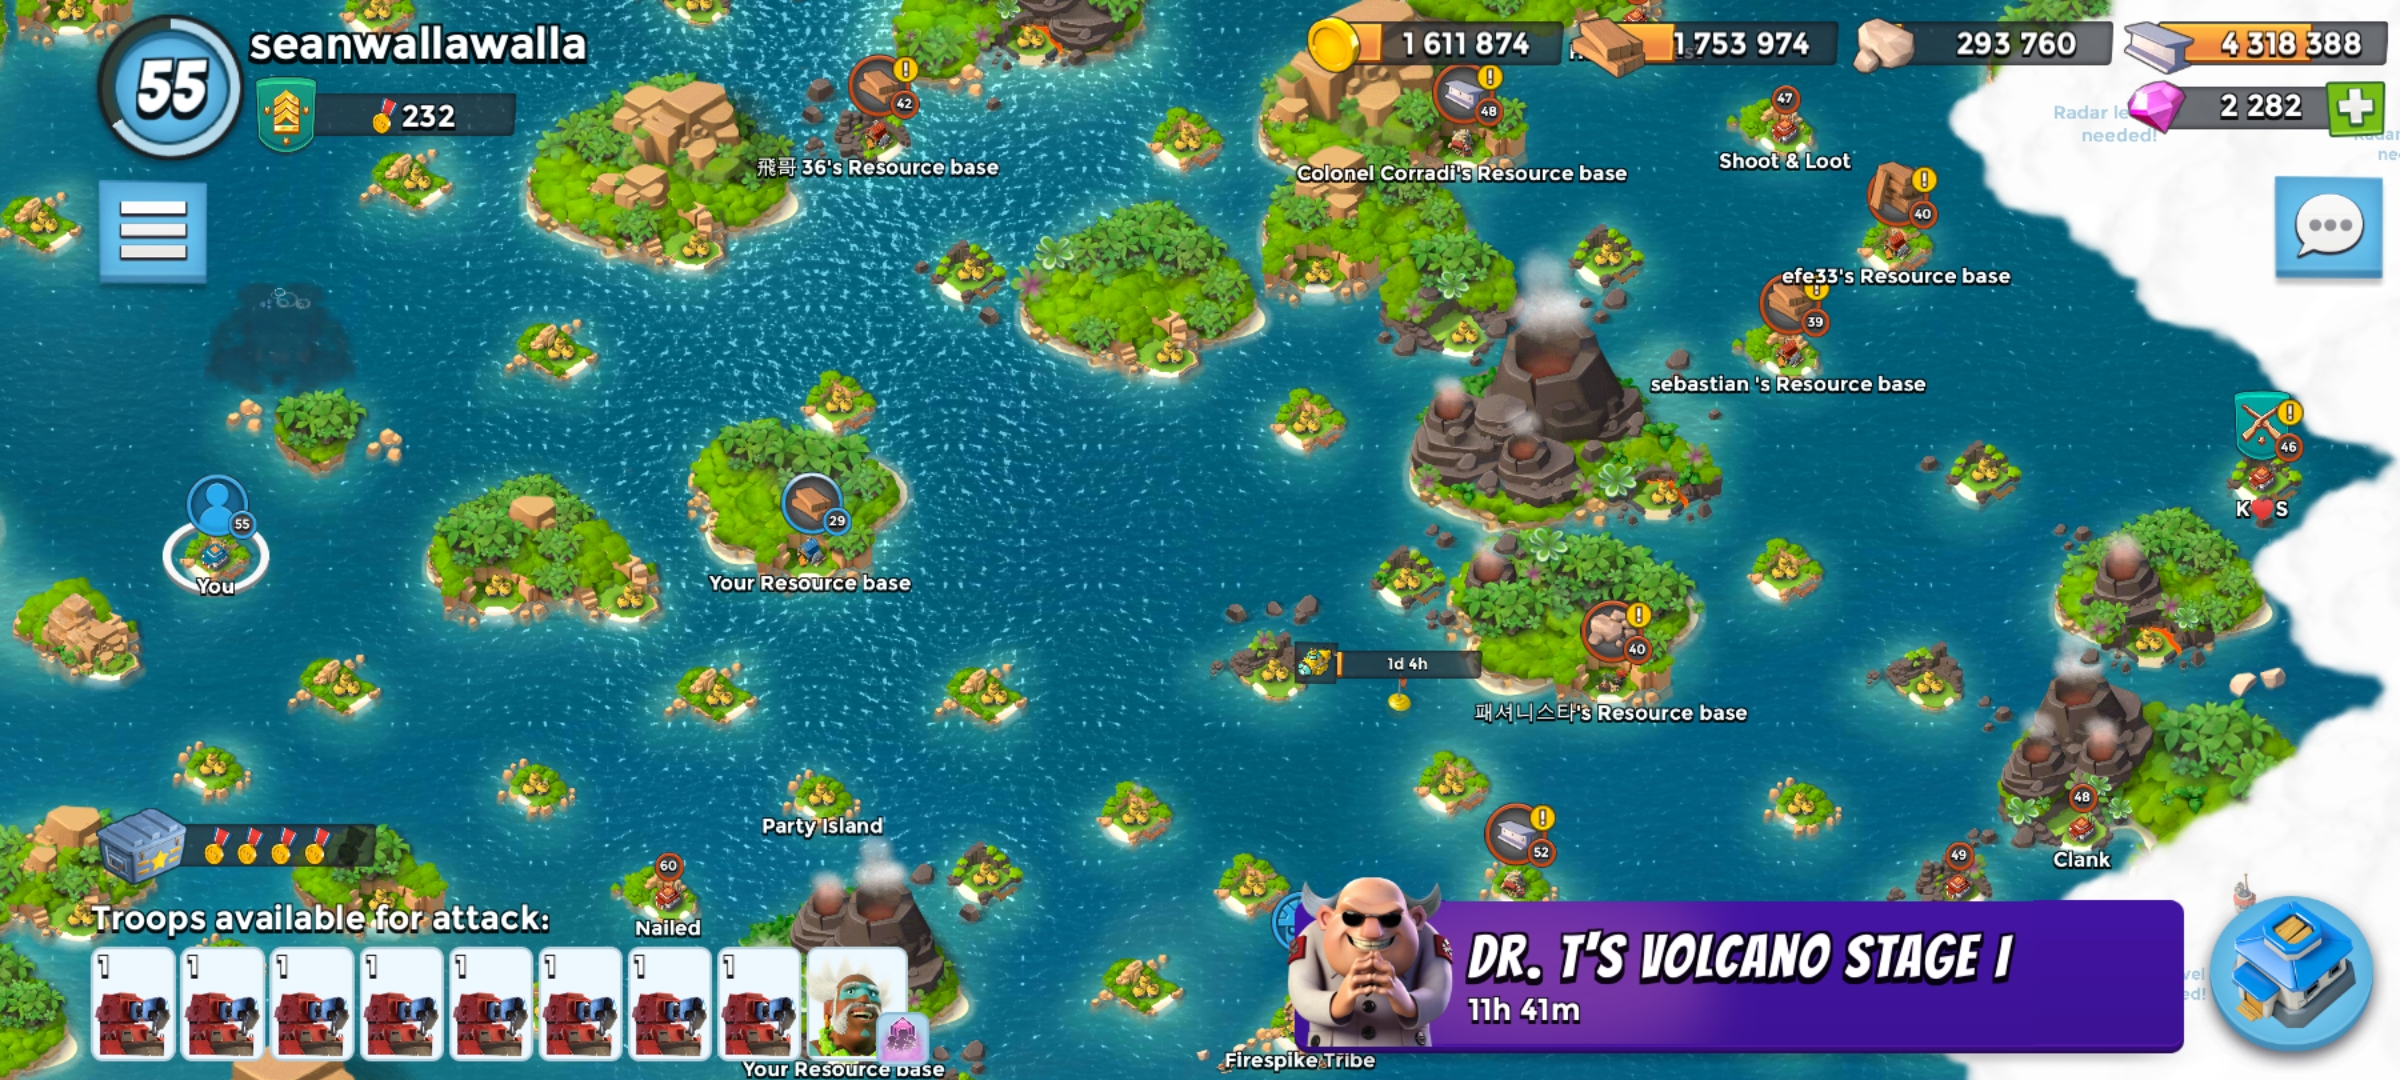 55
seanwallawalla
232
1 611 874
1 753 974
293 760
4 318 388
2 282
Radar le
needed!
42
飛哥 36's Resource base
48
Colonel Corradi's Resource base
47
Shoot & Loot
40
efe33's Resource base
39
sebastian 's Resource base
46
K❤️S
55
You
29
Your Resource base
1d 4h
40
패셔니스타's Resource base
Party Island
52
48
Clank
49
60
Nailed
Troops available for attack:
1 1 1 1 1 1 1 1
DR. T'S VOLCANO STAGE I
11h 41m
Your Resource base
Firespike Tribe